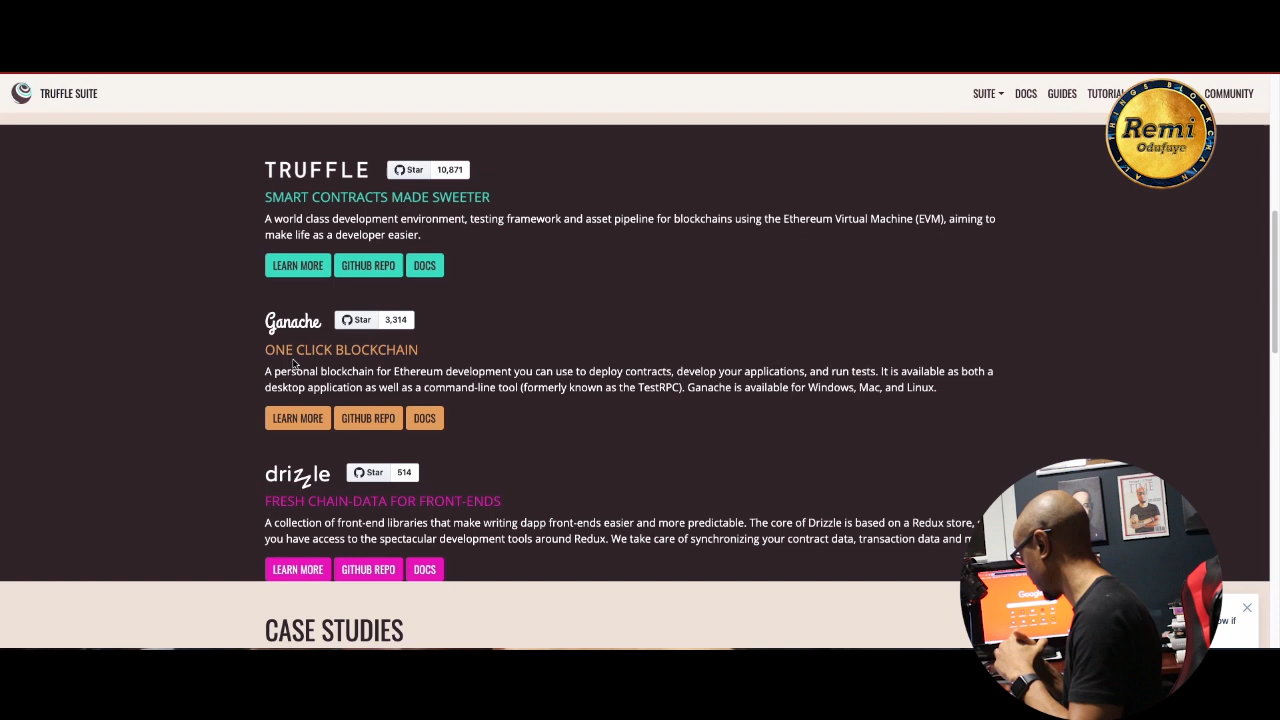 TRUFFLE SUITE
SUITE
DOCS
GUIDES
COMMUNITY
ALL THINGS BLOCKCHAIN
Remi
Odufuye
TRUFFLE
Star 10,871
SMART CONTRACTS MADE SWEETER
A world class development environment, testing framework and asset pipeline for blockchains using the Ethereum Virtual Machine (EVM), aiming to
make life as a developer easier.
LEARN MORE GITHUB REPO DOCS
Ganache
Star 3,314
ONE CLICK BLOCKCHAIN
A personal blockchain for Ethereum development you can use to deploy contracts, develop your applications, and run tests. It is available as both a
desktop application as well as a command-line tool (formerly known as the TestRPC). Ganache is available for Windows, Mac, and Linux.
LEARN MORE GITHUB REPO DOCS
drizzle
Star 514
FRESH CHAIN-DATA FOR FRONT-ENDS
A collection of front-end libraries that make writing dapp front-ends easier and more predictable. The core of Drizzle is based on a Redux store,
you have access to the spectacular development tools around Redux. We take care of synchronizing your contract data, transaction data and
LEARN MORE GITHUB REPO DOCS
CASE STUDIES
TIME
Google
if